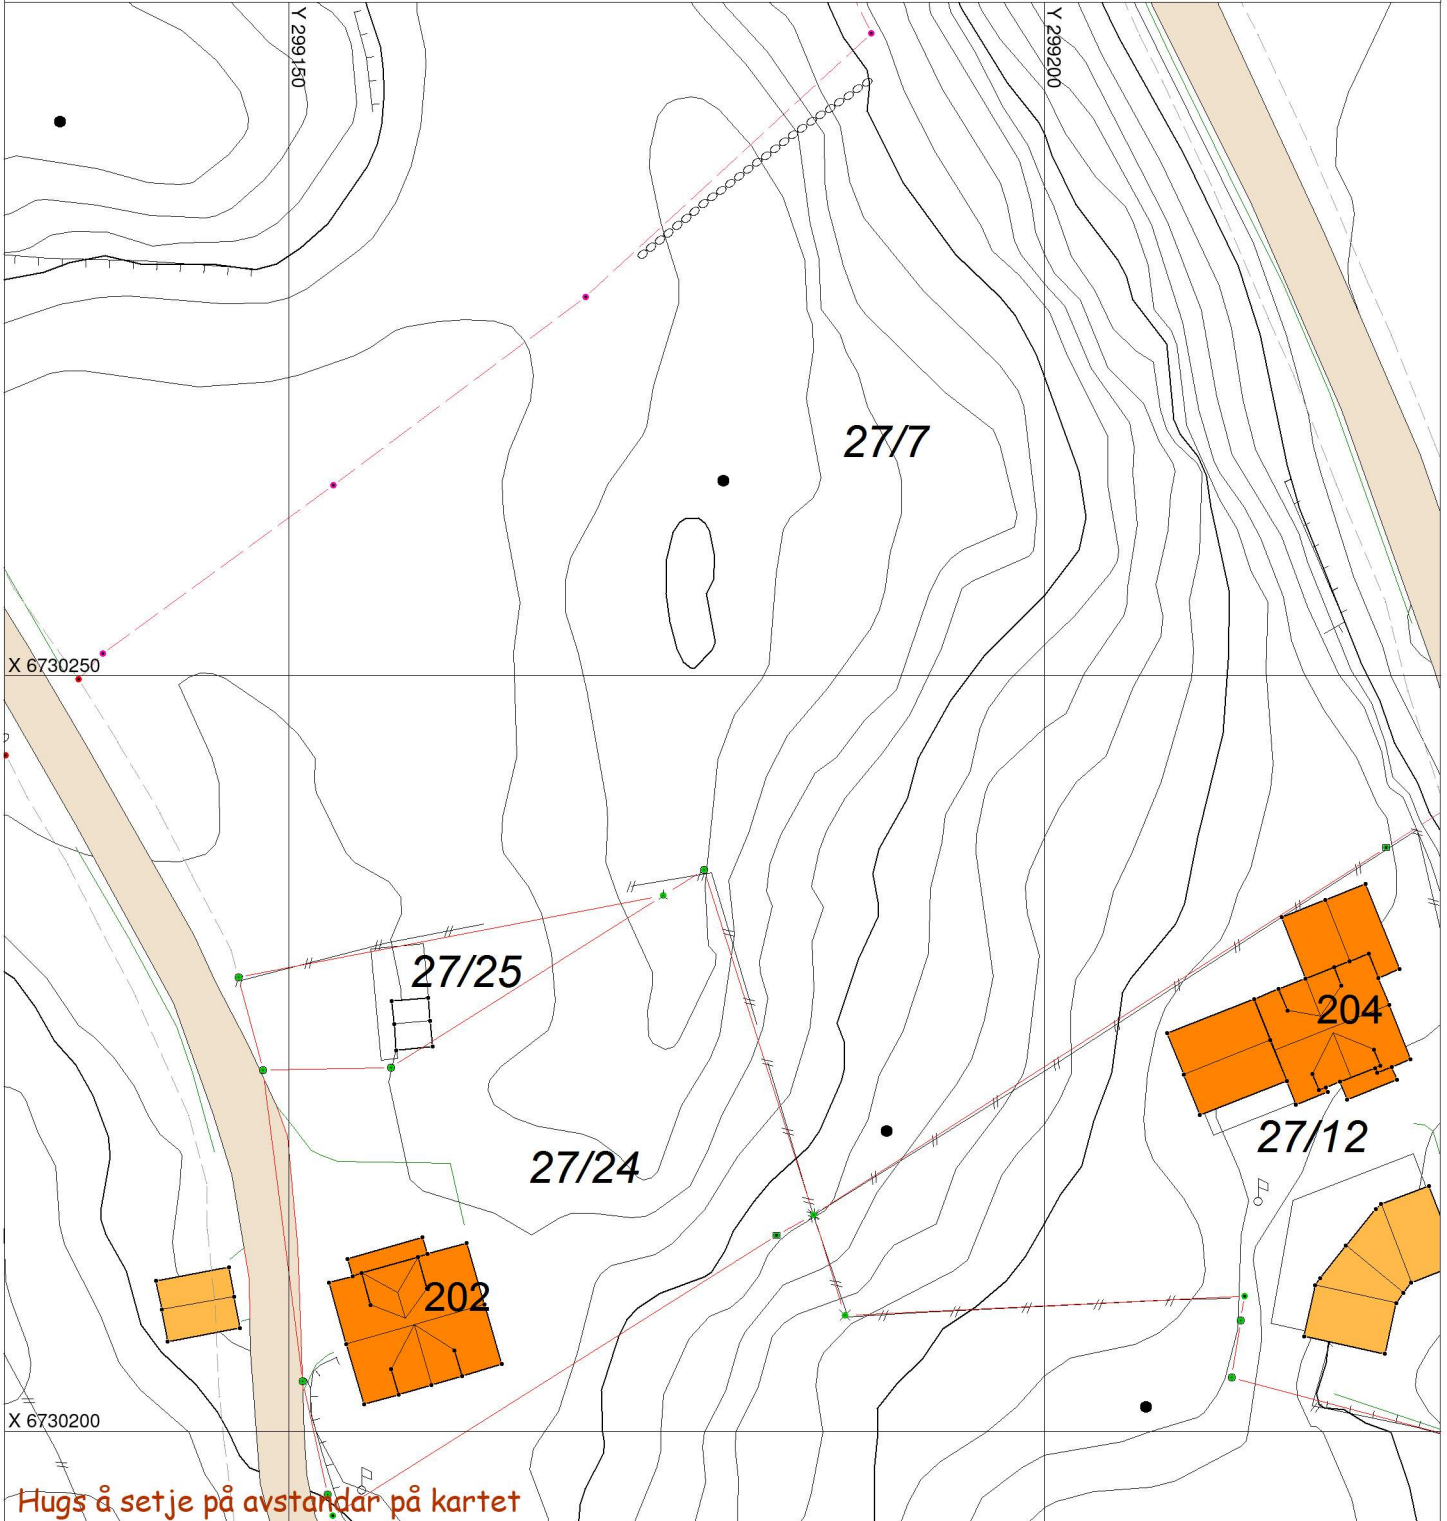 Y 299150
Y 299200
27/7
X 6730250
27/25
204
27/12
27/24
202
X 6730200
Hugs å setje på avstandar på kartet